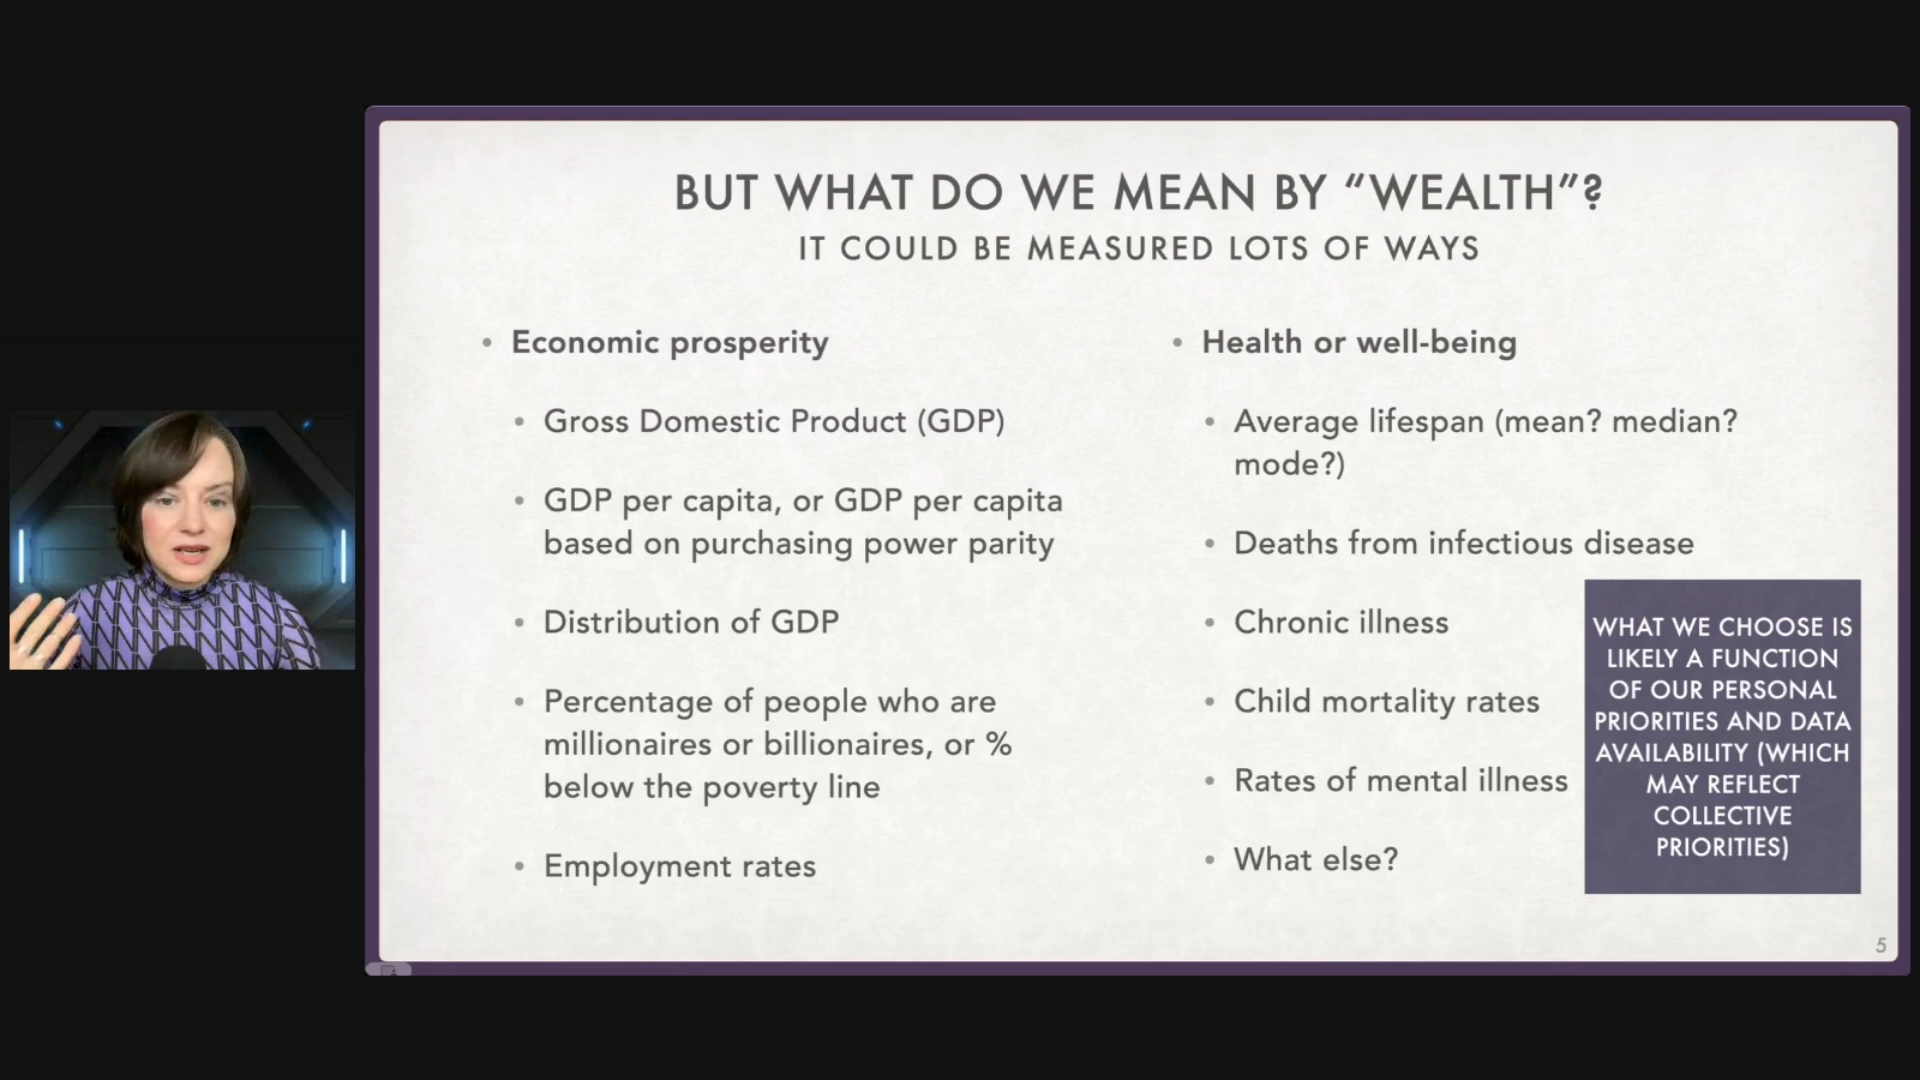 BUT WHAT DO WE MEAN BY “WEALTH”?
IT COULD BE MEASURED LOTS OF WAYS
• Economic prosperity
• Gross Domestic Product (GDP)
• GDP per capita, or GDP per capita
based on purchasing power parity
• Distribution of GDP
• Percentage of people who are
millionaires or billionaires, or %
below the poverty line
• Employment rates
• Health or well-being
• Average lifespan (mean? median?
mode?)
• Deaths from infectious disease
• Chronic illness
• Child mortality rates
• Rates of mental illness
• What else?
WHAT WE CHOOSE IS
LIKELY A FUNCTION
OF OUR PERSONAL
PRIORITIES AND DATA
AVAILABILITY (WHICH
MAY REFLECT
COLLECTIVE
PRIORITIES)
5